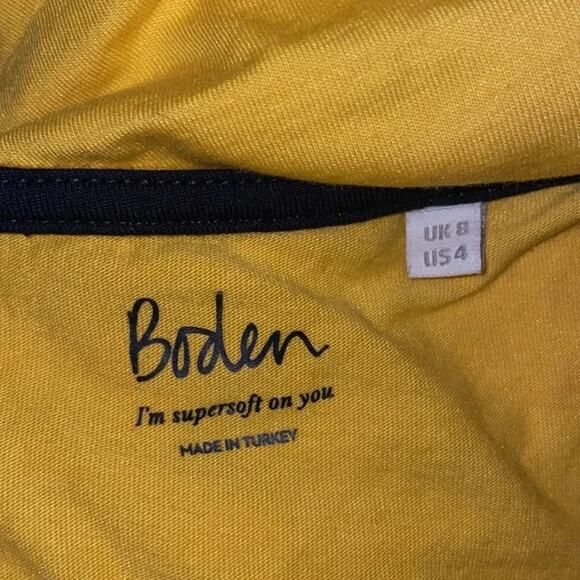 UK 8
US 4
Boden
I'm supersoft on you
MADE IN TURKEY